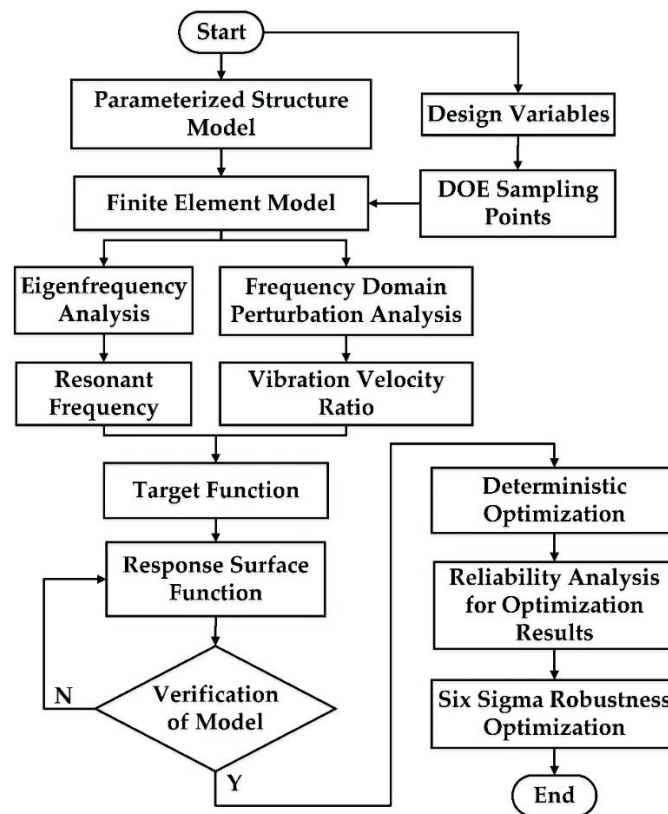 Start
Parameterized Structure
Model
Design Variables
Finite Element Model
DOE Sampling
Points
Eigenfrequency
Analysis
Frequency Domain
Perturbation Analysis
Resonant
Frequency
Vibration Velocity
Ratio
Target Function
Response Surface
Function
N
Verification
of Model
Y
Deterministic
Optimization
Reliability Analysis
for Optimization
Results
Six Sigma Robustness
Optimization
End